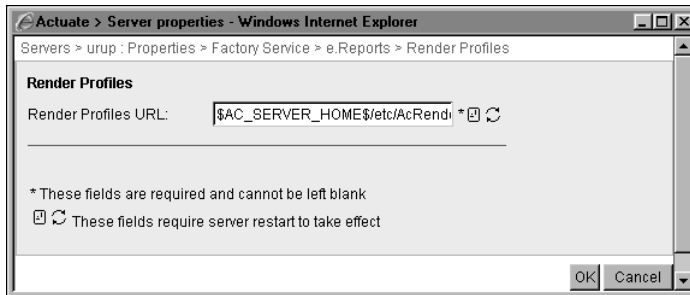 Actuate > Server properties - Windows Internet Explorer
Servers > urup : Properties > Factory Service > e.Reports > Render Profiles
Render Profiles
Render Profiles URL: $AC_SERVER_HOME$/etc/AcRend *
* These fields are required and cannot be left blank
These fields require server restart to take effect
OK Cancel